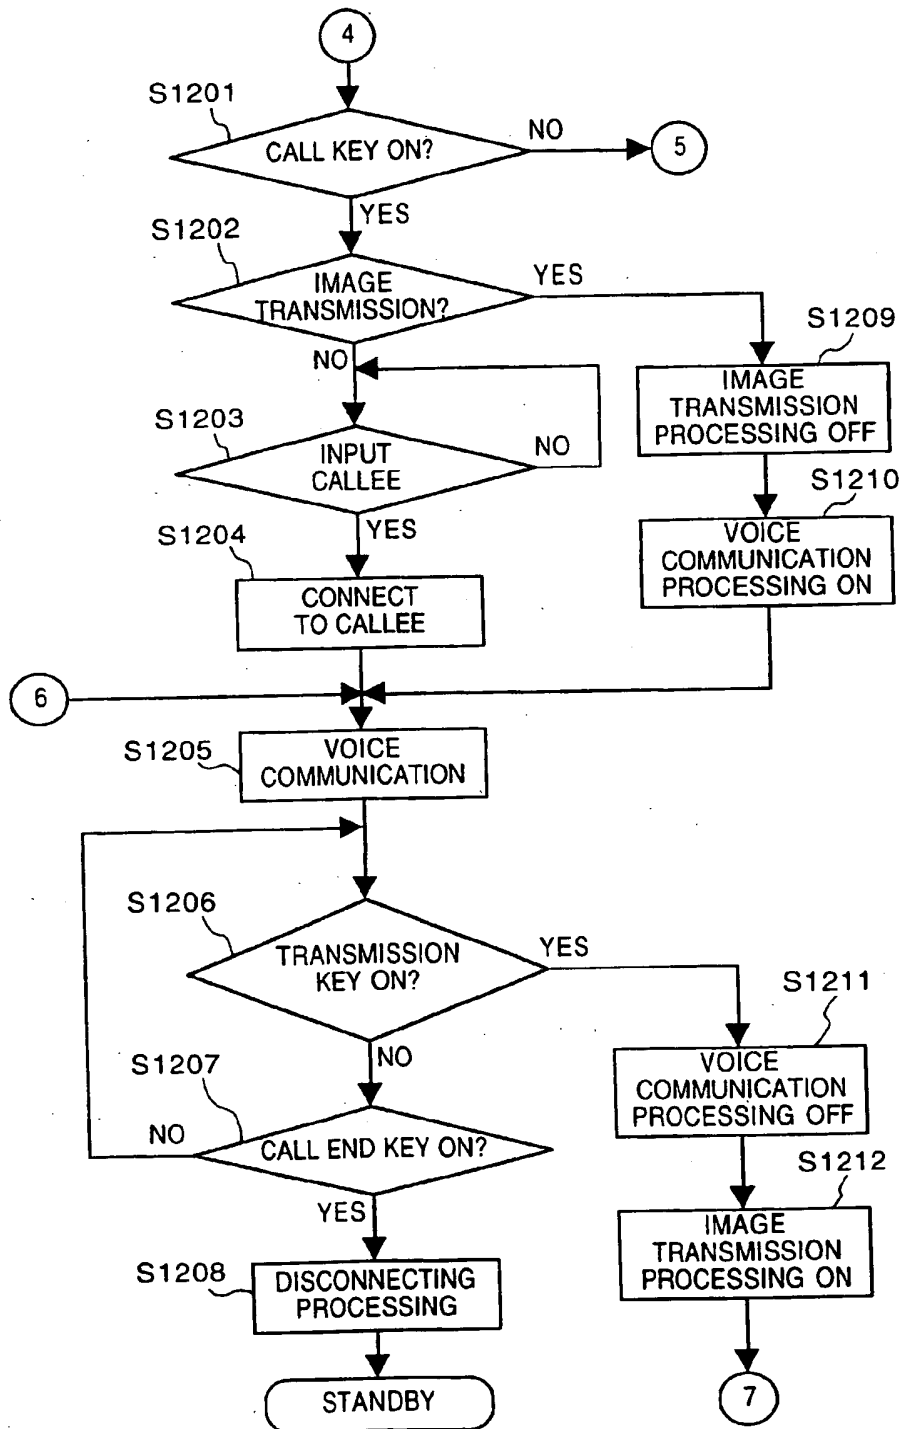 4
S1201
CALL KEY ON?
NO
5
YES
S1202
IMAGE
TRANSMISSION?
YES
NO
S1209
IMAGE
TRANSMISSION
PROCESSING OFF
S1203
INPUT
CALLEE
NO
YES
S1210
VOICE
COMMUNICATION
PROCESSING ON
S1204
CONNECT
TO CALLEE
6
S1205
VOICE
COMMUNICATION
S1206
TRANSMISSION
KEY ON?
YES
NO
S1211
VOICE
COMMUNICATION
PROCESSING OFF
S1207
CALL END KEY ON?
NO
YES
S1212
IMAGE
TRANSMISSION
PROCESSING ON
S1208
DISCONNECTING
PROCESSING
STANDBY
7